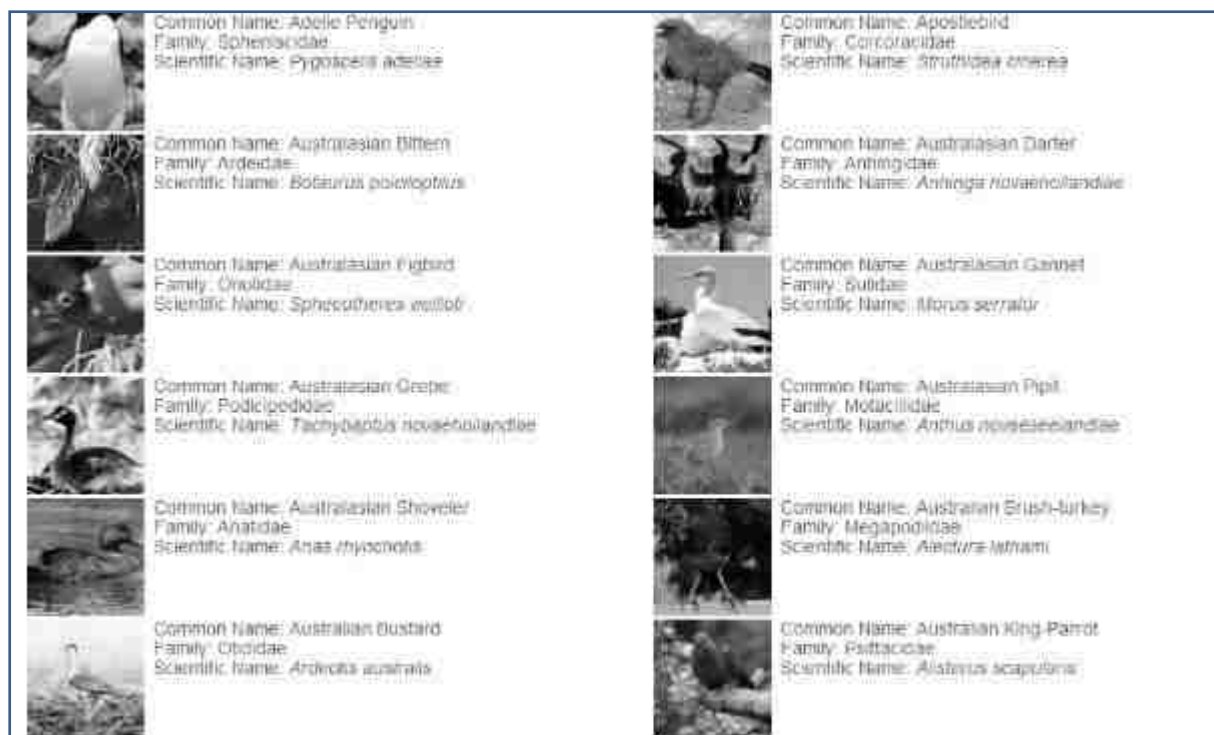 Common Name: Adelie Penguin
Family: Spheniscidae
Scientific Name: Pygoscelis adeliae
Common Name: Apostlebird
Family: Corcoracidae
Scientific Name: Struthidea cinerea
Common Name: Australasian Bittern
Family: Ardeidae
Scientific Name: Botaurus poiciloptilus
Common Name: Australasian Darter
Family: Anhingidae
Scientific Name: Anhinga novaehollandiae
Common Name: Australasian Figbird
Family: Oriolidae
Scientific Name: Sphecotheres vieilloti
Common Name: Australasian Gannet
Family: Sulidae
Scientific Name: Morus serrator
Common Name: Australasian Grebe
Family: Podicipedidae
Scientific Name: Tachybaptus novaehollandiae
Common Name: Australasian Pipit
Family: Motacillidae
Scientific Name: Anthus novaeseelandiae
Common Name: Australasian Shoveler
Family: Anatidae
Scientific Name: Anas rhynchotis
Common Name: Australian Brush-turkey
Family: Megapodiidae
Scientific Name: Alectura lathami
Common Name: Australian Bustard
Family: Otididae
Scientific Name: Ardeotis australis
Common Name: Australian King-Parrot
Family: Psittacidae
Scientific Name: Alisterus scapularis